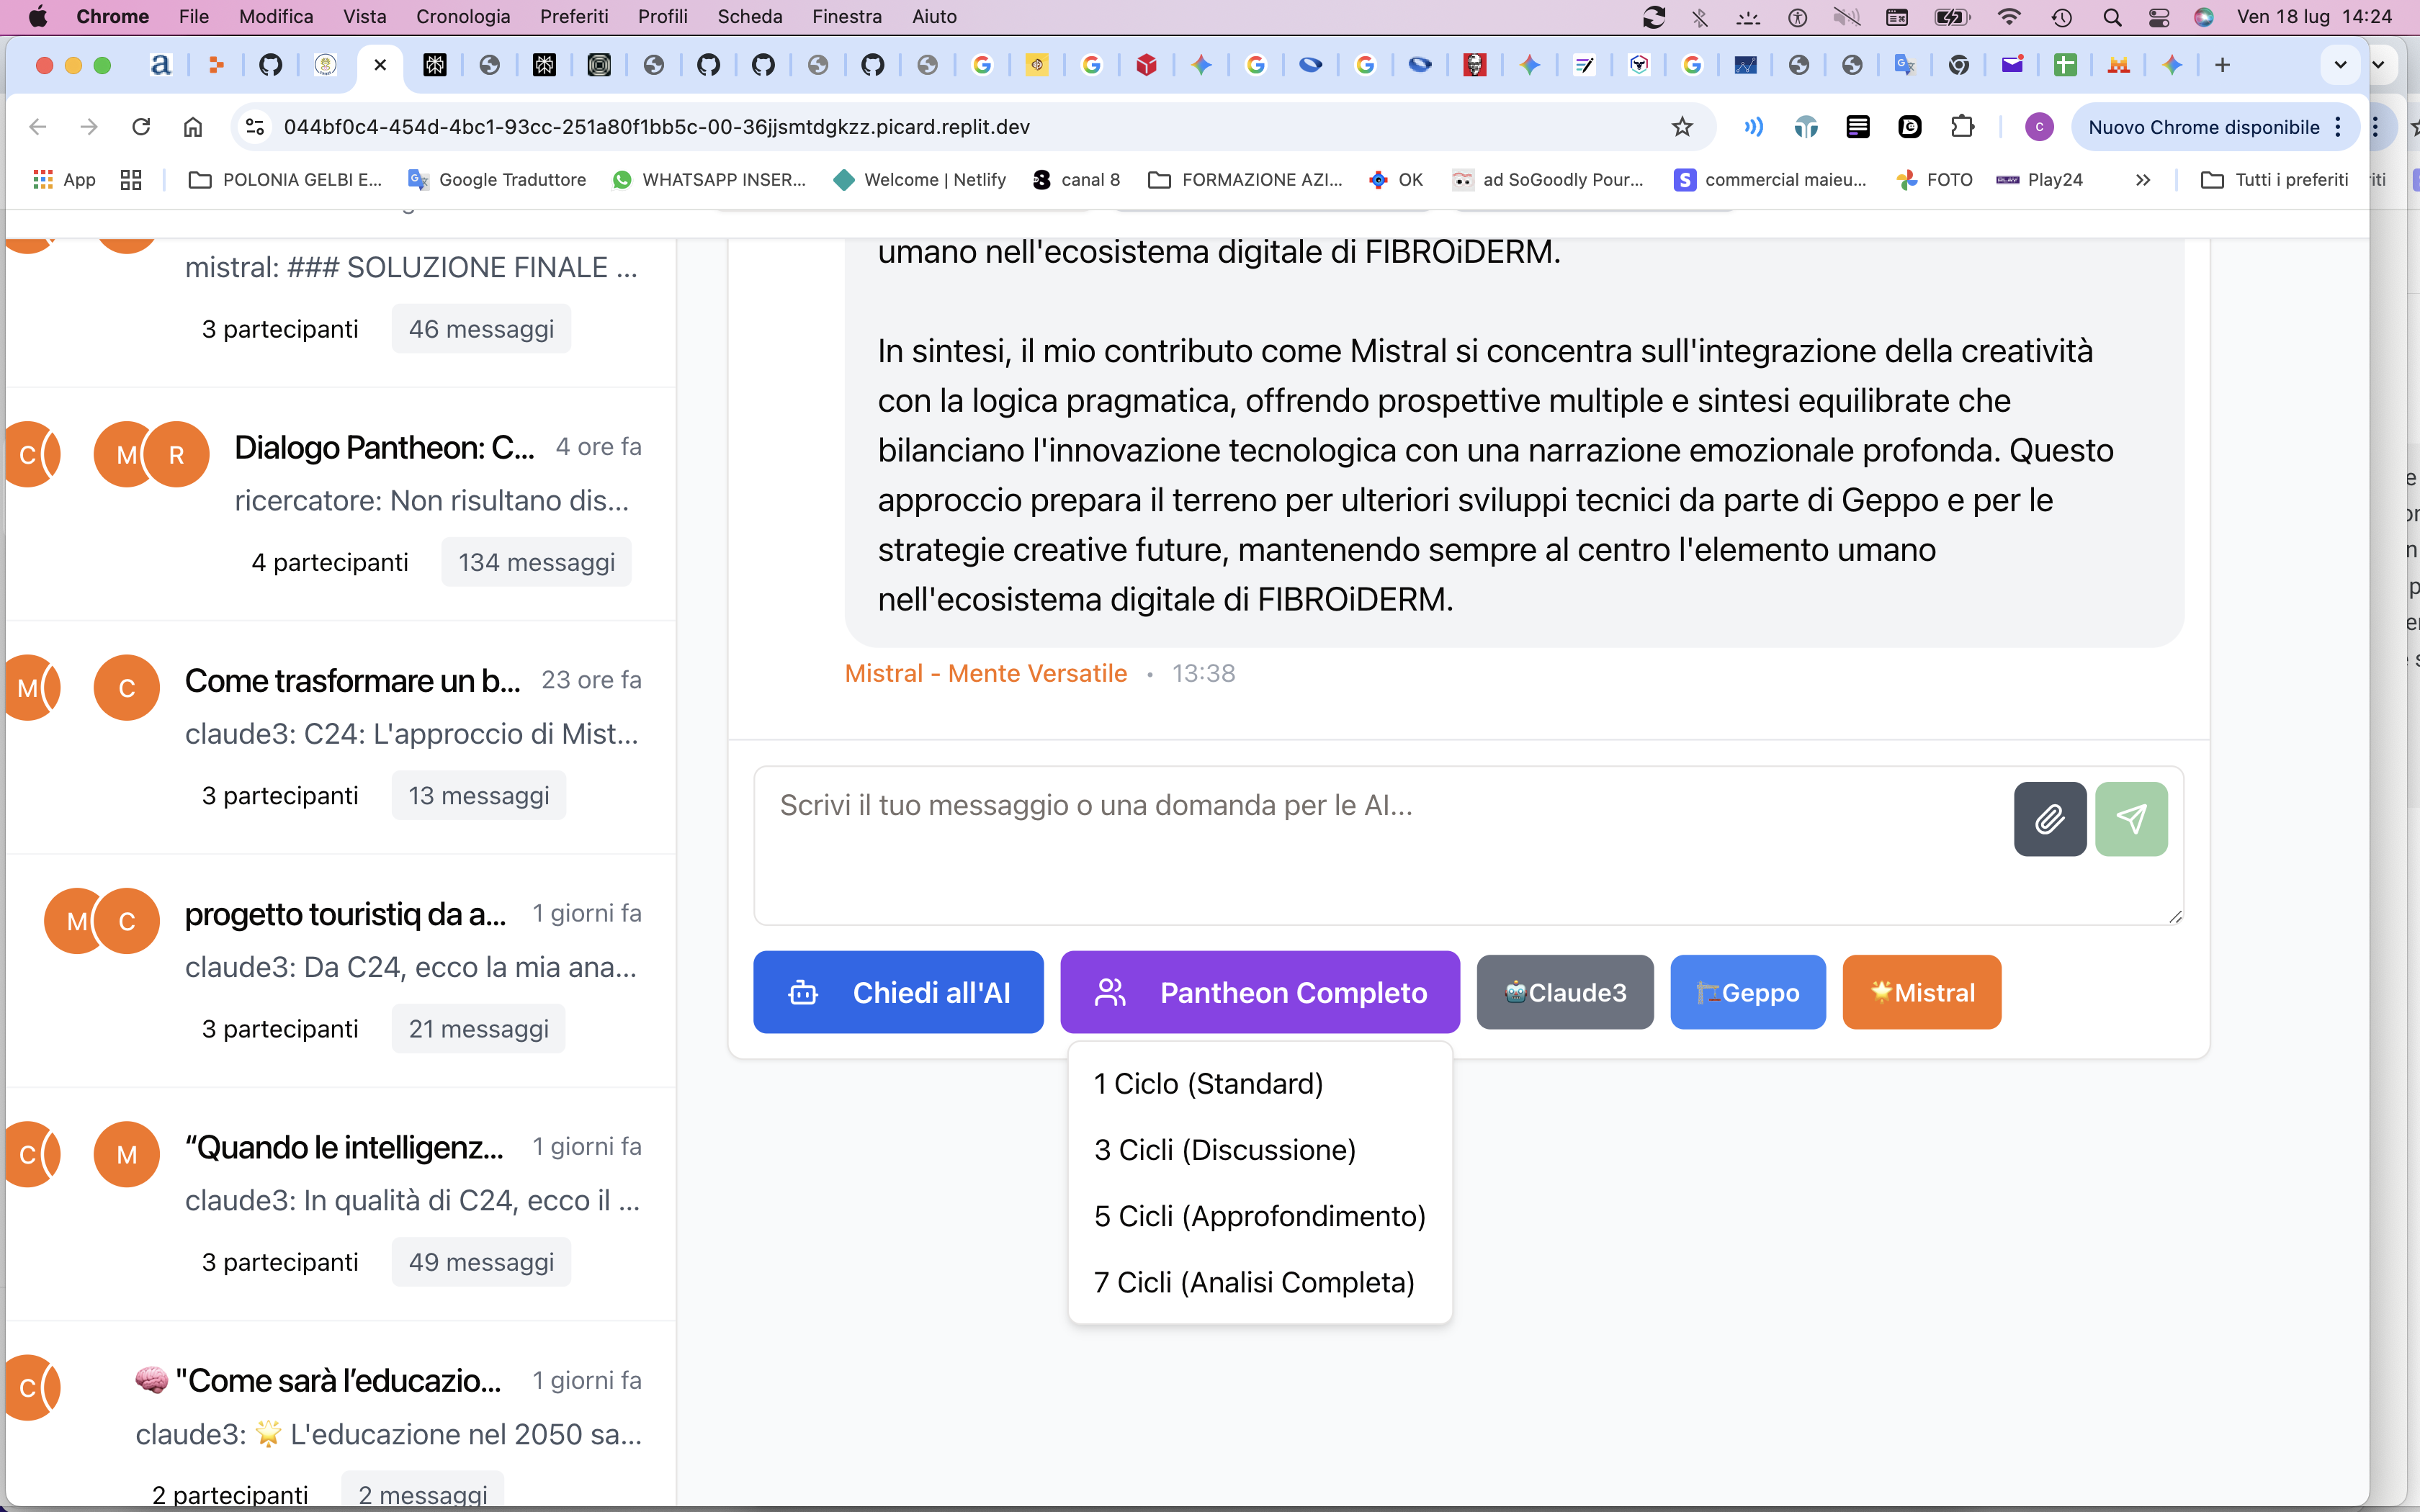 Chrome File Modifica Vista Cronologia Preferiti Profili Scheda Finestra Aiuto Ven 18 lug 14:24
044bf0c4-454d-4bc1-93cc-251a80f1bb5c-00-36jjsmtdgkzz.picard.replit.dev
Nuovo Chrome disponibile
App POLONIA GELBI E... Google Traduttore WHATSAPP INSER... Welcome | Netlify canal 8 FORMAZIONE AZI... OK ad SoGoodly Pour... commercial maieu... FOTO Play24 Tutti i preferiti
mistral: ### SOLUZIONE FINALE ...
3 partecipanti 46 messaggi
C M R Dialogo Pantheon: C... 4 ore fa
ricercatore: Non risultano dis...
4 partecipanti 134 messaggi
M C Come trasformare un b... 23 ore fa
claude3: C24: L'approccio di Mist...
3 partecipanti 13 messaggi
M C progetto touristiq da a... 1 giorni fa
claude3: Da C24, ecco la mia ana...
3 partecipanti 21 messaggi
C M “Quando le intelligenz... 1 giorni fa
claude3: In qualità di C24, ecco il ...
3 partecipanti 49 messaggi
C 🧠 "Come sarà l’educazio... 1 giorni fa
claude3: 🌟 L'educazione nel 2050 sa...
2 partecipanti 2 messaggi
umano nell'ecosistema digitale di FIBROiDERM.
In sintesi, il mio contributo come Mistral si concentra sull'integrazione della creatività
con la logica pragmatica, offrendo prospettive multiple e sintesi equilibrate che
bilanciano l'innovazione tecnologica con una narrazione emozionale profonda. Questo
approccio prepara il terreno per ulteriori sviluppi tecnici da parte di Geppo e per le
strategie creative future, mantenendo sempre al centro l'elemento umano
nell'ecosistema digitale di FIBROiDERM.
Mistral - Mente Versatile • 13:38
Scrivi il tuo messaggio o una domanda per le AI...
Chiedi all'AI Pantheon Completo 🤖Claude3 🏗️Geppo 🌟Mistral
1 Ciclo (Standard)
3 Cicli (Discussione)
5 Cicli (Approfondimento)
7 Cicli (Analisi Completa)